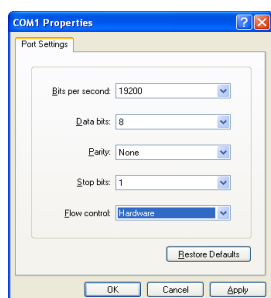 COM1 Properties
Port Settings
Bits per second: 19200
Data bits: 8
Parity: None
Stop bits: 1
Flow control: Hardware
Restore Defaults
OK Cancel Apply